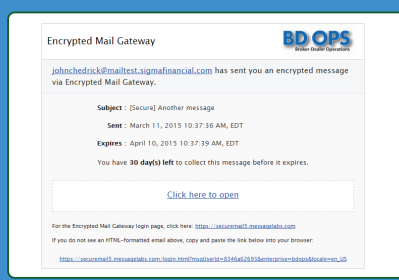 Encrypted Mail Gateway
BD OPS
Broker-Dealer Operations
johnchedrick@mailtest.sigmafinancial.com has sent you an encrypted message
via Encrypted Mail Gateway.
Subject : [Secure] Another message
Sent : March 11, 2015 10:37:36 AM, EDT
Expires : April 10, 2015 10:37:39 AM, EDT
You have 30 day(s) left to collect this message before it expires.
Click here to open
For the Encrypted Mail Gateway login page, click here: https://securemail5.messagelabs.com
If you do not see an HTML-formatted email above, copy and paste the link below into your browser:
https://securemail5.messagelabs.com/login.html?msgUserId=8346a62695&enterprise=bdops&locale=en_US